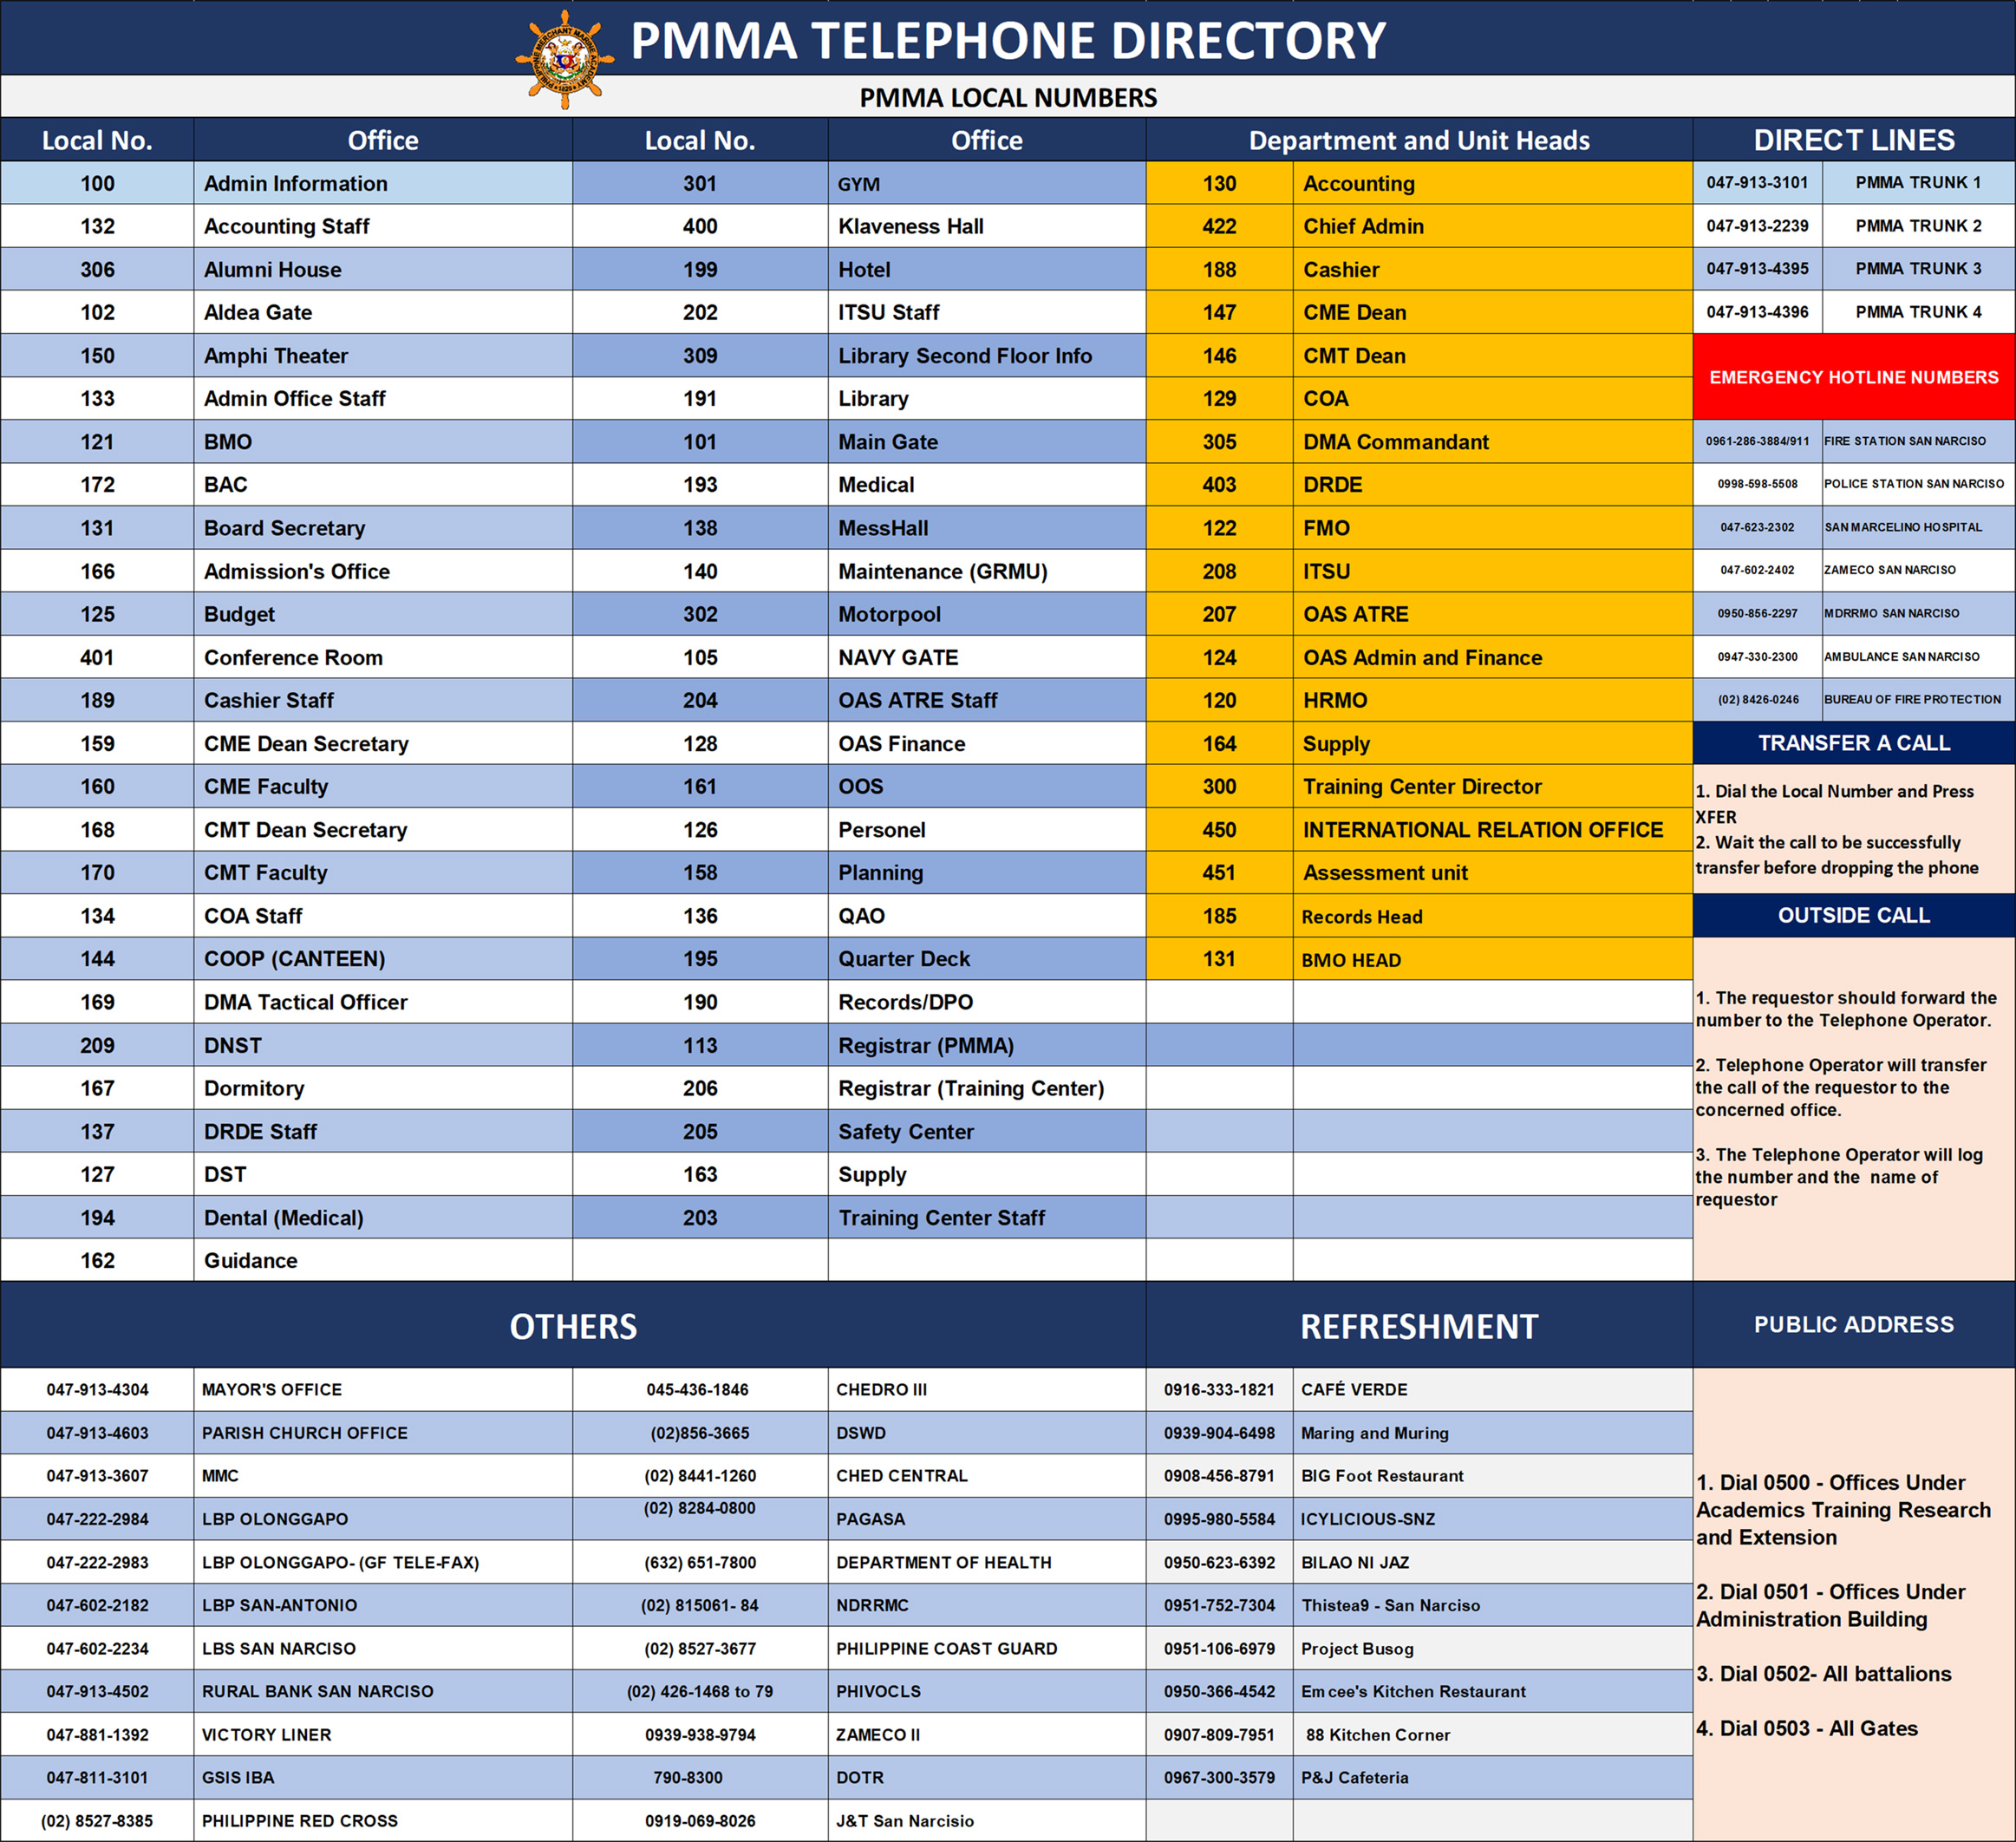 PMMA TELEPHONE DIRECTORY
PHILIPPINE MERCHANT MARINE ACADEMY
1820
PMMA LOCAL NUMBERS
Local No. Office Local No. Office Department and Unit Heads DIRECT LINES
100 Admin Information 301 GYM 130 Accounting 047-913-3101 PMMA TRUNK 1
132 Accounting Staff 400 Klaveness Hall 422 Chief Admin 047-913-2239 PMMA TRUNK 2
306 Alumni House 199 Hotel 188 Cashier 047-913-4395 PMMA TRUNK 3
102 Aldea Gate 202 ITSU Staff 147 CME Dean 047-913-4396 PMMA TRUNK 4
150 Amphi Theater 309 Library Second Floor Info 146 CMT Dean
EMERGENCY HOTLINE NUMBERS
133 Admin Office Staff 191 Library 129 COA
121 BMO 101 Main Gate 305 DMA Commandant 0961-286-3884/911 FIRE STATION SAN NARCISO
172 BAC 193 Medical 403 DRDE 0998-598-5508 POLICE STATION SAN NARCISO
131 Board Secretary 138 MessHall 122 FMO 047-623-2302 SAN MARCELINO HOSPITAL
166 Admission's Office 140 Maintenance (GRMU) 208 ITSU 047-602-2402 ZAMECO SAN NARCISO
125 Budget 302 Motorpool 207 OAS ATRE 0950-856-2297 MDRRMO SAN NARCISO
401 Conference Room 105 NAVY GATE 124 OAS Admin and Finance 0947-330-2300 AMBULANCE SAN NARCISO
189 Cashier Staff 204 OAS ATRE Staff 120 HRMO (02) 8426-0246 BUREAU OF FIRE PROTECTION
159 CME Dean Secretary 128 OAS Finance 164 Supply
160 CME Faculty 161 OOS 300 Training Center Director
168 CMT Dean Secretary 126 Personel 450 INTERNATIONAL RELATION OFFICE
170 CMT Faculty 158 Planning 451 Assessment unit
134 COA Staff 136 QAO 185 Records Head
144 COOP (CANTEEN) 195 Quarter Deck 131 BMO HEAD
169 DMA Tactical Officer 190 Records/DPO
209 DNST 113 Registrar (PMMA)
167 Dormitory 206 Registrar (Training Center)
137 DRDE Staff 205 Safety Center
127 DST 163 Supply
194 Dental (Medical) 203 Training Center Staff
162 Guidance
TRANSFER A CALL
1. Dial the Local Number and Press
XFER
2. Wait the call to be successfully
transfer before dropping the phone
OUTSIDE CALL
1. The requestor should forward the
number to the Telephone Operator.
2. Telephone Operator will transfer
the call of the requestor to the
concerned office.
3. The Telephone Operator will log
the number and the name of
requestor
OTHERS REFRESHMENT PUBLIC ADDRESS
047-913-4304 MAYOR'S OFFICE 045-436-1846 CHEDRO III 0916-333-1821 CAFÉ VERDE
047-913-4603 PARISH CHURCH OFFICE (02)856-3665 DSWD 0939-904-6498 Maring and Muring
047-913-3607 MMC (02) 8441-1260 CHED CENTRAL 0908-456-8791 BIG Foot Restaurant
047-222-2984 LBP OLONGGAPO (02) 8284-0800 PAGASA 0995-980-5584 ICYLICIOUS-SNZ
047-222-2983 LBP OLONGGAPO- (GF TELE-FAX) (632) 651-7800 DEPARTMENT OF HEALTH 0950-623-6392 BILAO NI JAZ
047-602-2182 LBP SAN-ANTONIO (02) 815061- 84 NDRRMC 0951-752-7304 Thistea9 - San Narciso
047-602-2234 LBS SAN NARCISO (02) 8527-3677 PHILIPPINE COAST GUARD 0951-106-6979 Project Busog
047-913-4502 RURAL BANK SAN NARCISO (02) 426-1468 to 79 PHIVOCLS 0950-366-4542 Emcee's Kitchen Restaurant
047-881-1392 VICTORY LINER 0939-938-9794 ZAMECO II 0907-809-7951 88 Kitchen Corner
047-811-3101 GSIS IBA 790-8300 DOTR 0967-300-3579 P&J Cafeteria
(02) 8527-8385 PHILIPPINE RED CROSS 0919-069-8026 J&T San Narcisio
1. Dial 0500 - Offices Under
Academics Training Research
and Extension
2. Dial 0501 - Offices Under
Administration Building
3. Dial 0502- All battalions
4. Dial 0503 - All Gates